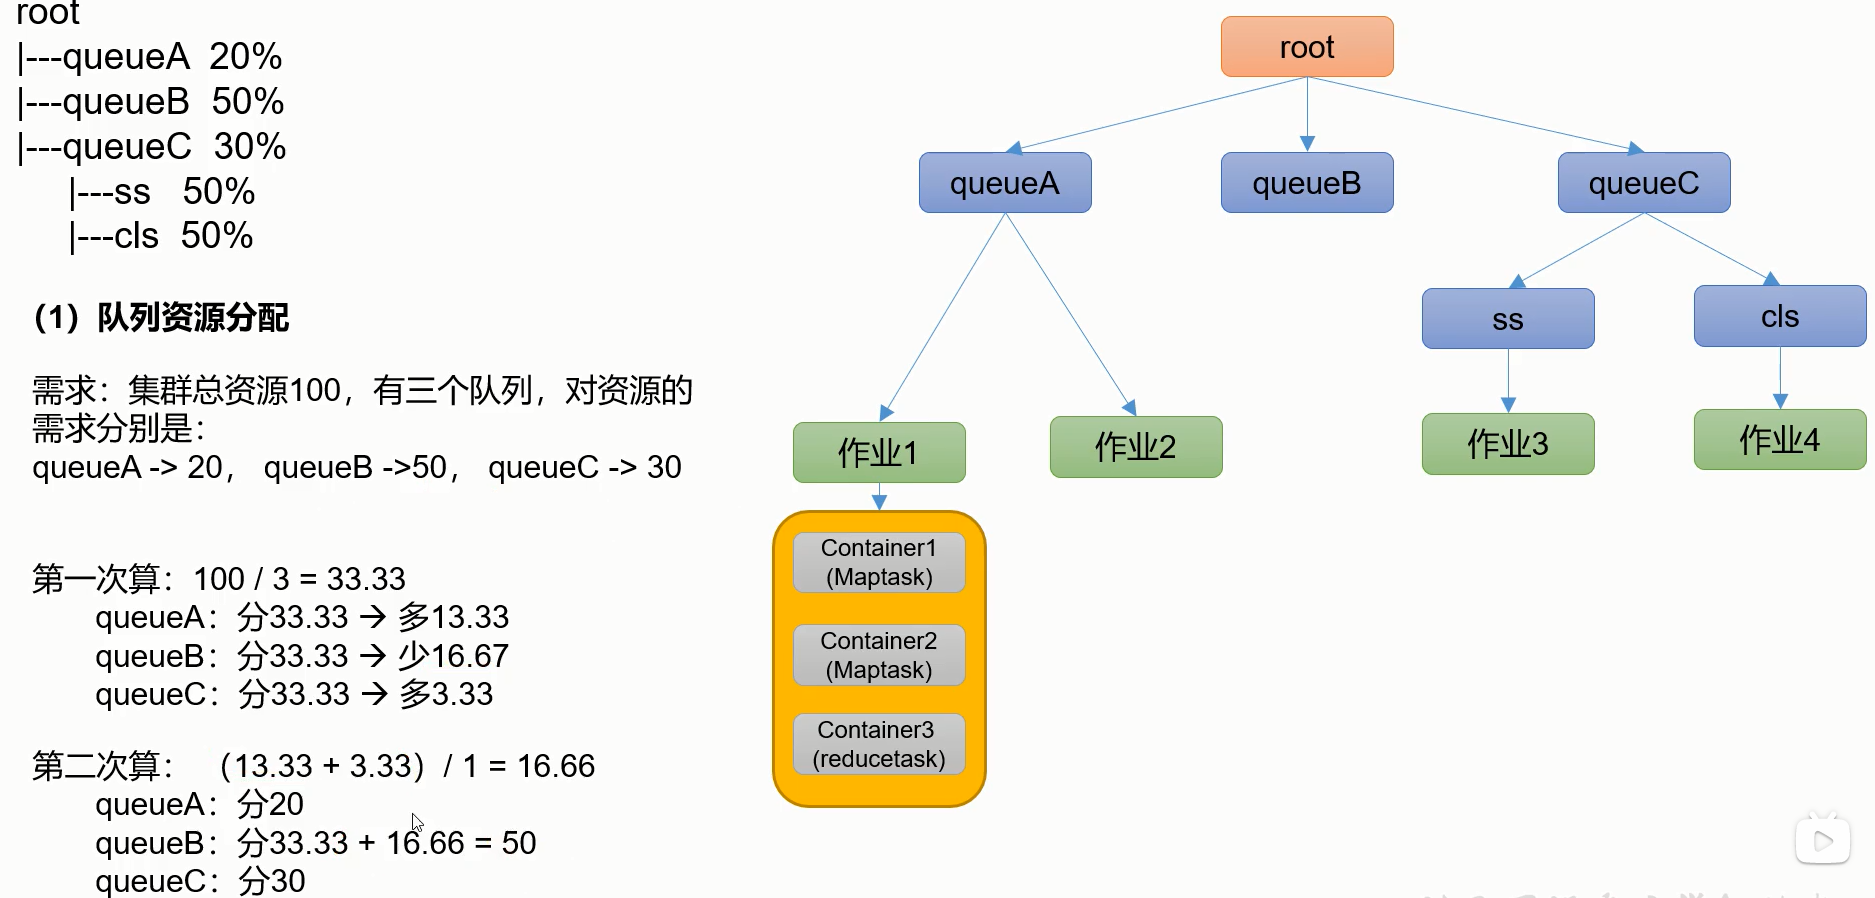 root
|---queueA 20%
|---queueB 50%
|---queueC 30%
|---ss 50%
|---cls 50%
（1）队列资源分配
需求：集群总资源100，有三个队列，对资源的
需求分别是：
queueA -> 20， queueB ->50， queueC -> 30
第一次算：100 / 3 = 33.33
queueA：分33.33 → 多13.33
queueB：分33.33 → 少16.67
queueC：分33.33 → 多3.33
第二次算： （13.33 + 3.33）/ 1 = 16.66
queueA：分20
queueB：分33.33 + 16.66 = 50
queueC：分30
root
queueA
queueB
queueC
ss
cls
作业1
作业2
作业3
作业4
Container1
(Maptask)
Container2
(Maptask)
Container3
(reducetask)